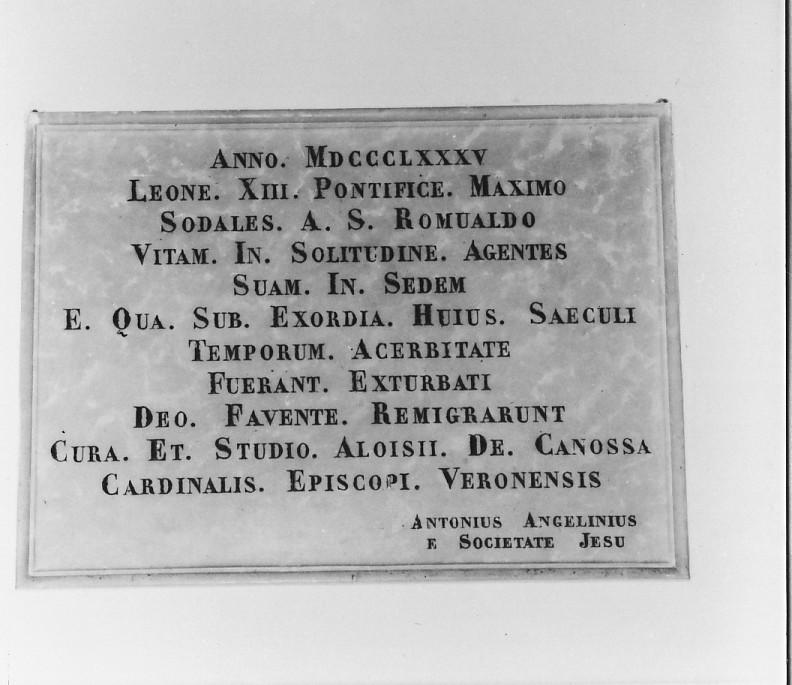 ANNO. MDCCCLXXXV
LEONE. XIII. PONTIFICE. MAXIMO
SODALES. A. S. ROMUALDO
VITAM. IN. SOLITUDINE. AGENTES
SUAM. IN. SEDEM
E. QUA. SUB. EXORDIA. HUIUS. SAECULI
TEMPORUM. ACERBITATE
FUERANT. EXTURBATI
DEO. FAVENTE. REMIGRARUNT
CURA. ET. STUDIO. ALOISII. DE. CANOSSA
CARDINALIS. EPISCOPI. VERONENSIS
ANTONIUS ANGELINIUS
E SOCIETATE JESU